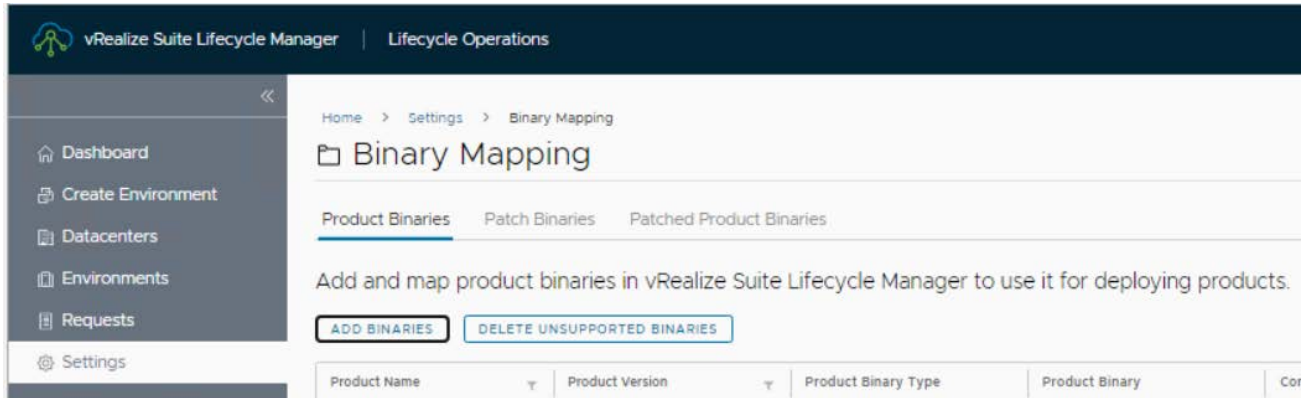 vRealize Suite Lifecycle Manager | Lifecycle Operations
«
Home > Settings > Binary Mapping
Binary Mapping
Dashboard
Create Environment
Datacenters
Environments
Requests
Settings
Product Binaries Patch Binaries Patched Product Binaries
Add and map product binaries in vRealize Suite Lifecycle Manager to use it for deploying products.
ADD BINARIES DELETE UNSUPPORTED BINARIES
Product Name Product Version Product Binary Type Product Binary